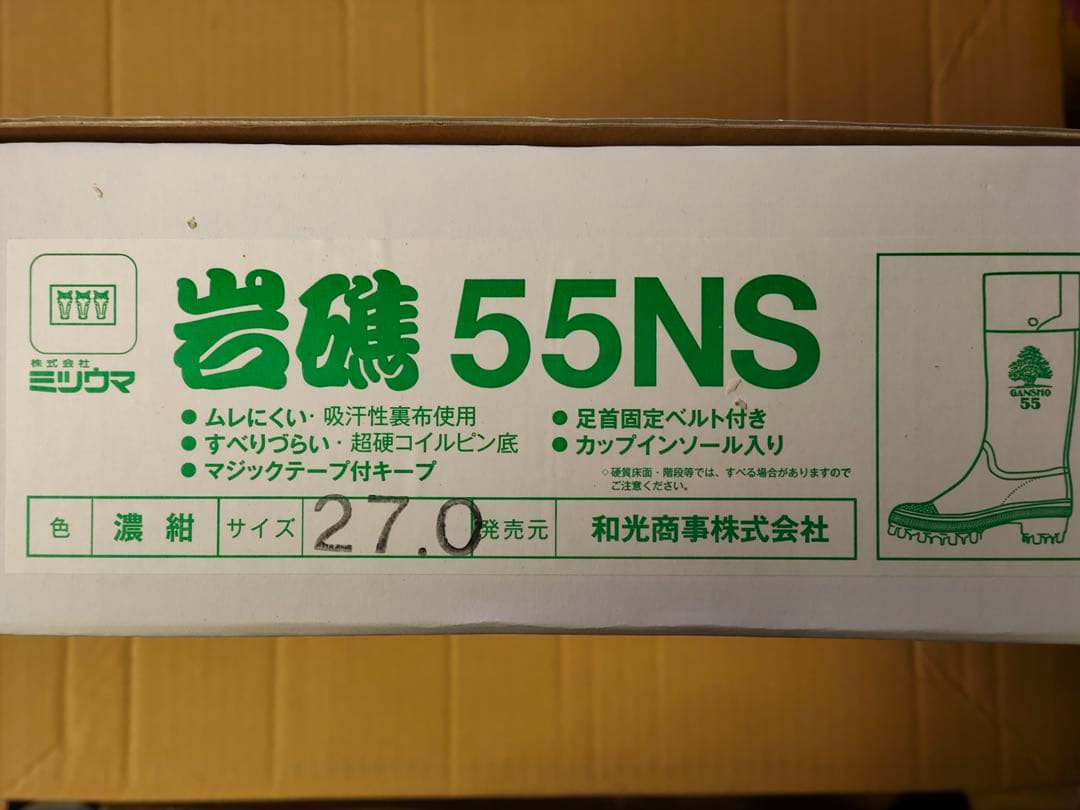 株式会社
ミツウマ
岩礁 55NS
●ムレにくい・吸汗性裏布使用
●すべりづらい・超硬コイルピン底
●マジックテープ付キープ
●足首固定ベルト付き
●カップインソール入り
◇硬質床面・階段等では、すべる場合がありますので
ご注意ください。
色 濃紺 サイズ 27.0 発売元 和光商事株式会社
GANSHO
55